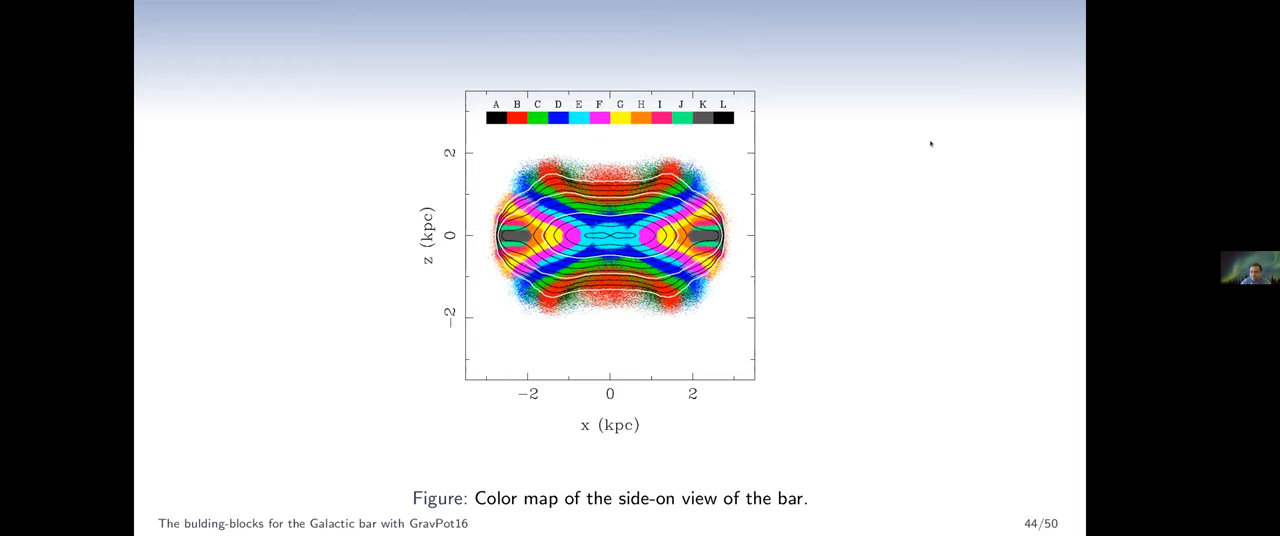 A B C D E F G H I J K L
2
0
−2
z (kpc)
−2 0 2
x (kpc)
Figure: Color map of the side-on view of the bar.
The bulding-blocks for the Galactic bar with GravPot16
44/50